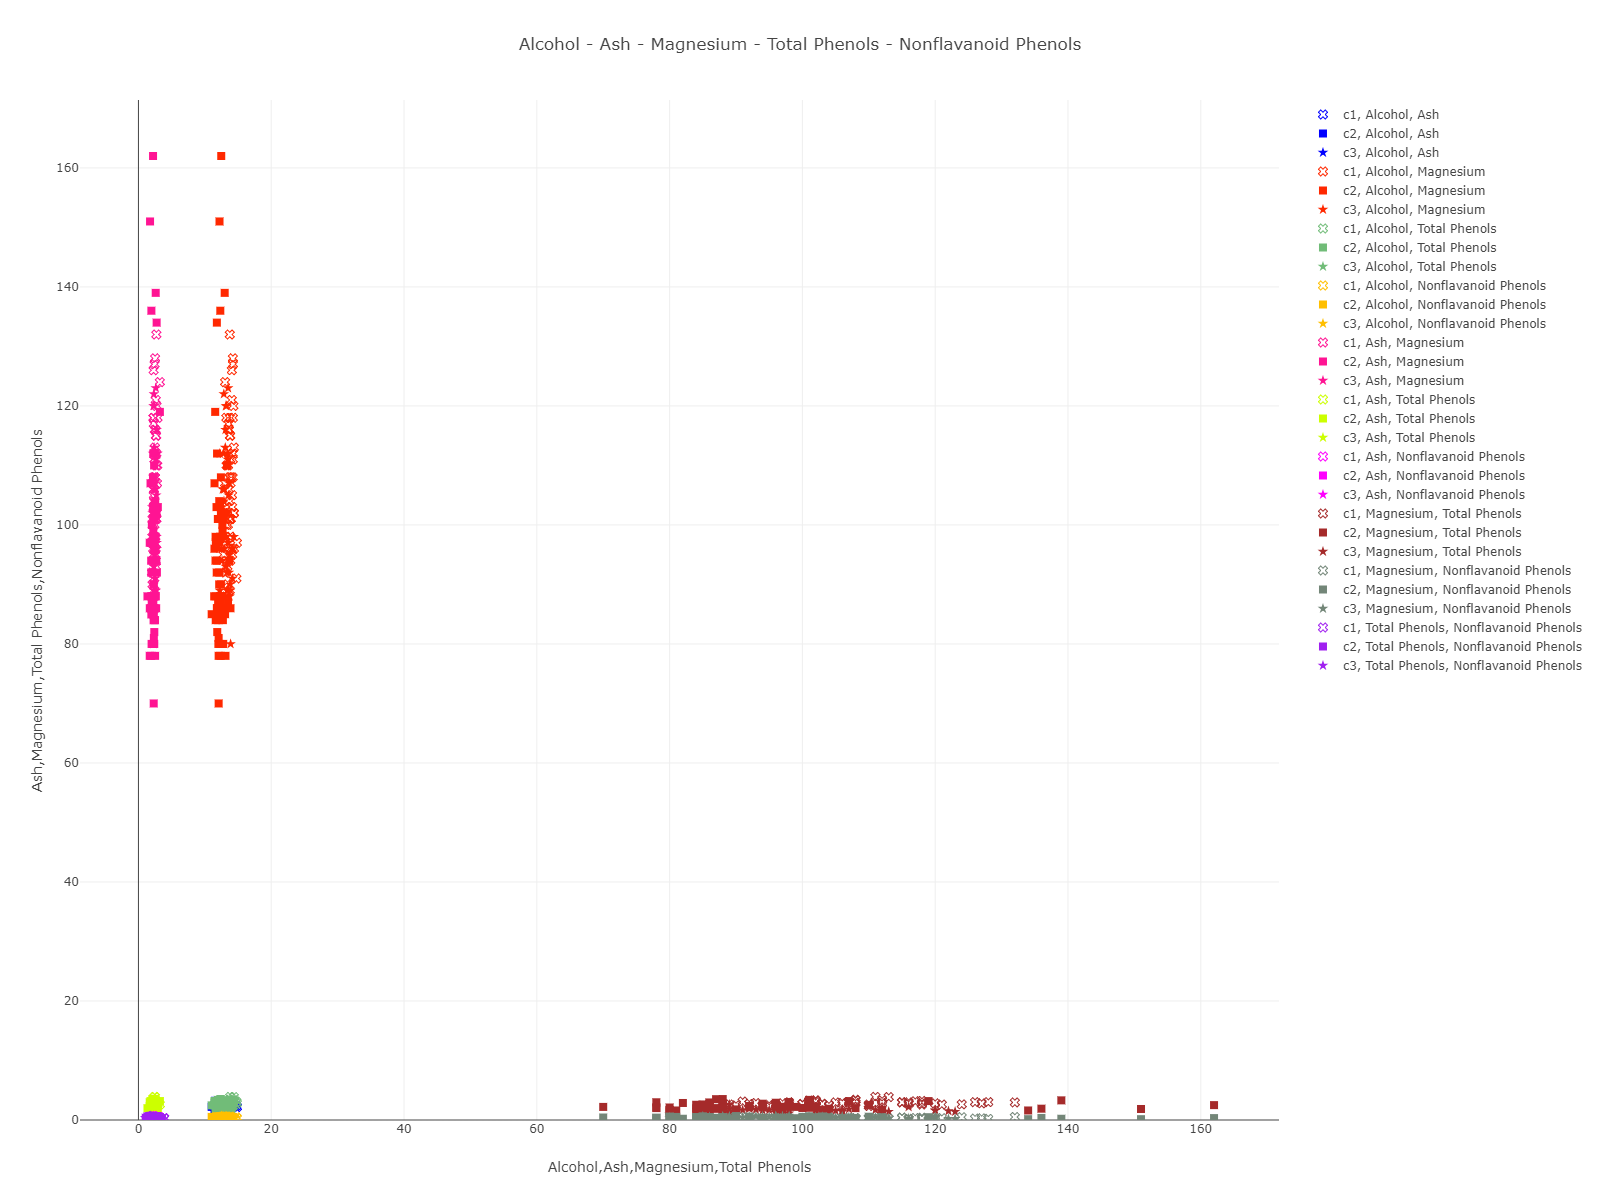 Alcohol - Ash - Magnesium - Total Phenols - Nonflavanoid Phenols
Ash,Magnesium,Total Phenols,Nonflavanoid Phenols
160
140
120
100
80
60
40
20
0
0 20 40 60 80 100 120 140 160
Alcohol,Ash,Magnesium,Total Phenols
c1, Alcohol, Ash
c2, Alcohol, Ash
c3, Alcohol, Ash
c1, Alcohol, Magnesium
c2, Alcohol, Magnesium
c3, Alcohol, Magnesium
c1, Alcohol, Total Phenols
c2, Alcohol, Total Phenols
c3, Alcohol, Total Phenols
c1, Alcohol, Nonflavanoid Phenols
c2, Alcohol, Nonflavanoid Phenols
c3, Alcohol, Nonflavanoid Phenols
c1, Ash, Magnesium
c2, Ash, Magnesium
c3, Ash, Magnesium
c1, Ash, Total Phenols
c2, Ash, Total Phenols
c3, Ash, Total Phenols
c1, Ash, Nonflavanoid Phenols
c2, Ash, Nonflavanoid Phenols
c3, Ash, Nonflavanoid Phenols
c1, Magnesium, Total Phenols
c2, Magnesium, Total Phenols
c3, Magnesium, Total Phenols
c1, Magnesium, Nonflavanoid Phenols
c2, Magnesium, Nonflavanoid Phenols
c3, Magnesium, Nonflavanoid Phenols
c1, Total Phenols, Nonflavanoid Phenols
c2, Total Phenols, Nonflavanoid Phenols
c3, Total Phenols, Nonflavanoid Phenols